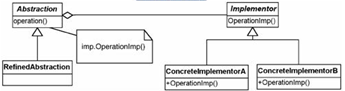 Abstraction
operation()
Implementor
OperationImp()
imp.OperationImp()
RefinedAbstraction
ConcreteImplementorA
+OperationImp()
ConcreteImplementorB
+OperationImp()